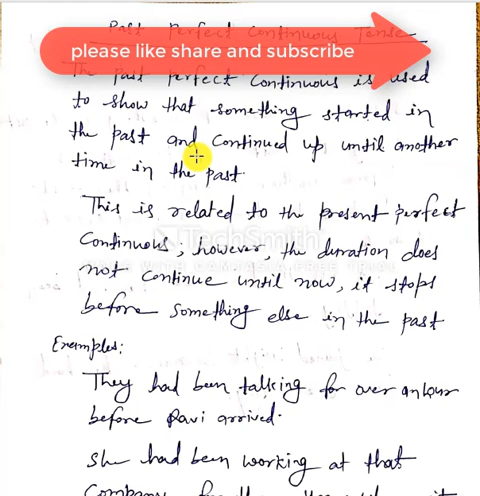 Past Perfect Continuous Tense
please like share and subscribe
The past perfect continuous is used
to show that something started in
the past and continued up until another
time in the past.
This is related to the present perfect
Continuous; however, the duration does
TechSmith
not continue until now, it stops
before something else in the past
Examples:
They had been talking for over an hour
before Ravi arrived.
She had been working at that
Company for